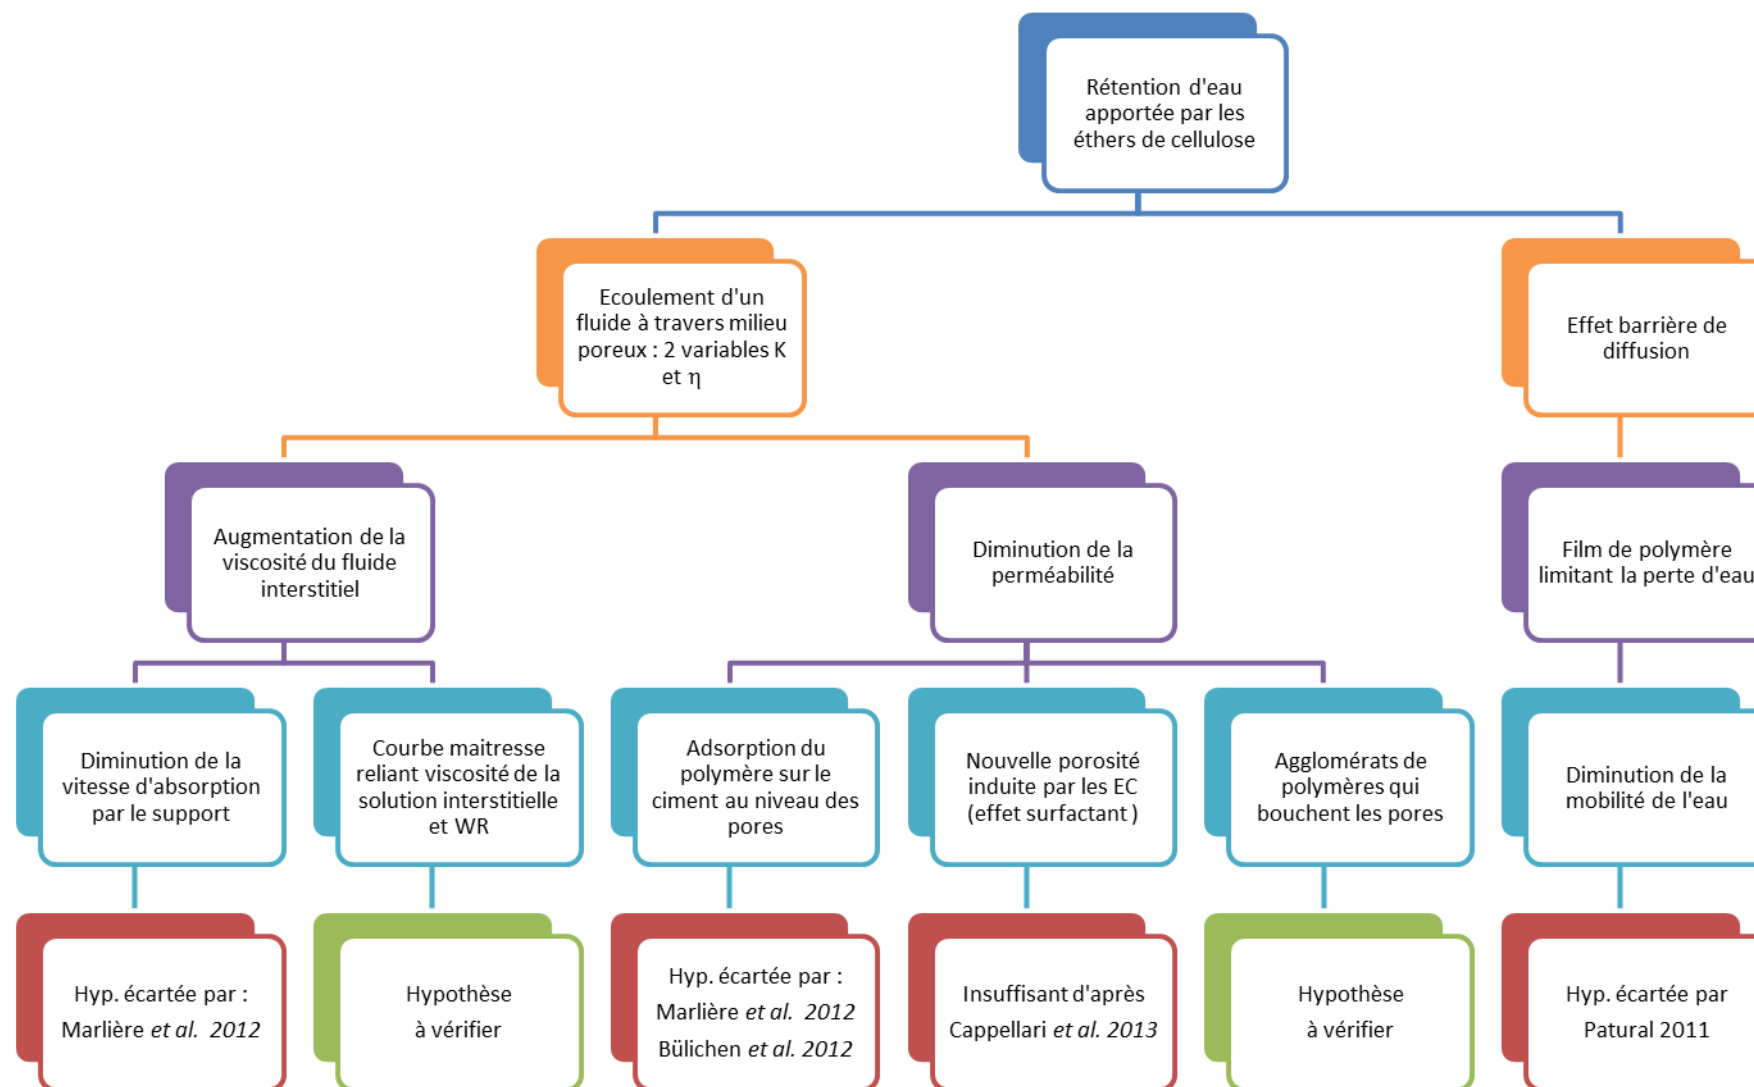 Rétention d'eau
apportée par les
éthers de cellulose
Ecoulement d'un
fluide à travers milieu
poreux : 2 variables K
et η
Effet barrière de
diffusion
Augmentation de la
viscosité du fluide
interstitiel
Diminution de la
perméabilité
Film de polymère
limitant la perte d'eau
Diminution de la
vitesse d'absorption
par le support
Courbe maitresse
reliant viscosité de la
solution interstitielle
et WR
Adsorption du
polymère sur le
ciment au niveau des
pores
Nouvelle porosité
induite par les EC
(effet surfactant )
Agglomérats de
polymères qui
bouchent les pores
Diminution de la
mobilité de l'eau
Hyp. écartée par :
Marlière et al. 2012
Hypothèse
à vérifier
Hyp. écartée par :
Marlière et al. 2012
Bülichen et al. 2012
Insuffisant d'après
Cappellari et al. 2013
Hypothèse
à vérifier
Hyp. écartée par
Patural 2011